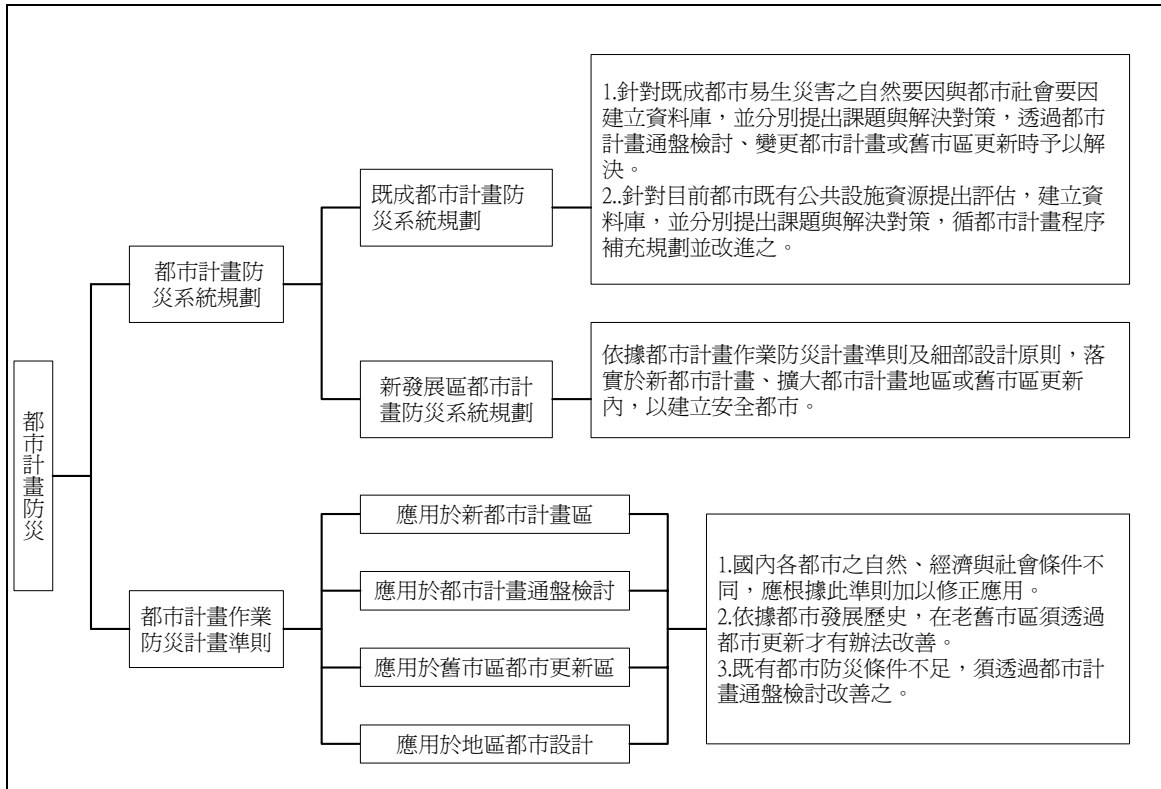 都市計畫防災
都市計畫防
災系統規劃
既成都市計畫防
災系統規劃
1.針對既成都市易生災害之自然要因與都市社會要因
建立資料庫，並分別提出課題與解決對策，透過都市
計畫通盤檢討、變更都市計畫或舊市區更新時予以解
決。
2..針對目前都市既有公共設施資源提出評估，建立資
料庫，並分別提出課題與解決對策，循都市計畫程序
補充規劃並改進之。
新發展區都市計
畫防災系統規劃
依據都市計畫作業防災計畫準則及細部設計原則，落
實於新都市計畫、擴大都市計畫地區或舊市區更新
內，以建立安全都市。
都市計畫作業
防災計畫準則
應用於新都市計畫區
應用於都市計畫通盤檢討
應用於舊市區都市更新區
應用於地區都市設計
1.國內各都市之自然、經濟與社會條件不
同，應根據此準則加以修正應用。
2.依據都市發展歷史，在老舊市區須透過
都市更新才有辦法改善。
3.既有都市防災條件不足，須透過都市計
畫通盤檢討改善之。